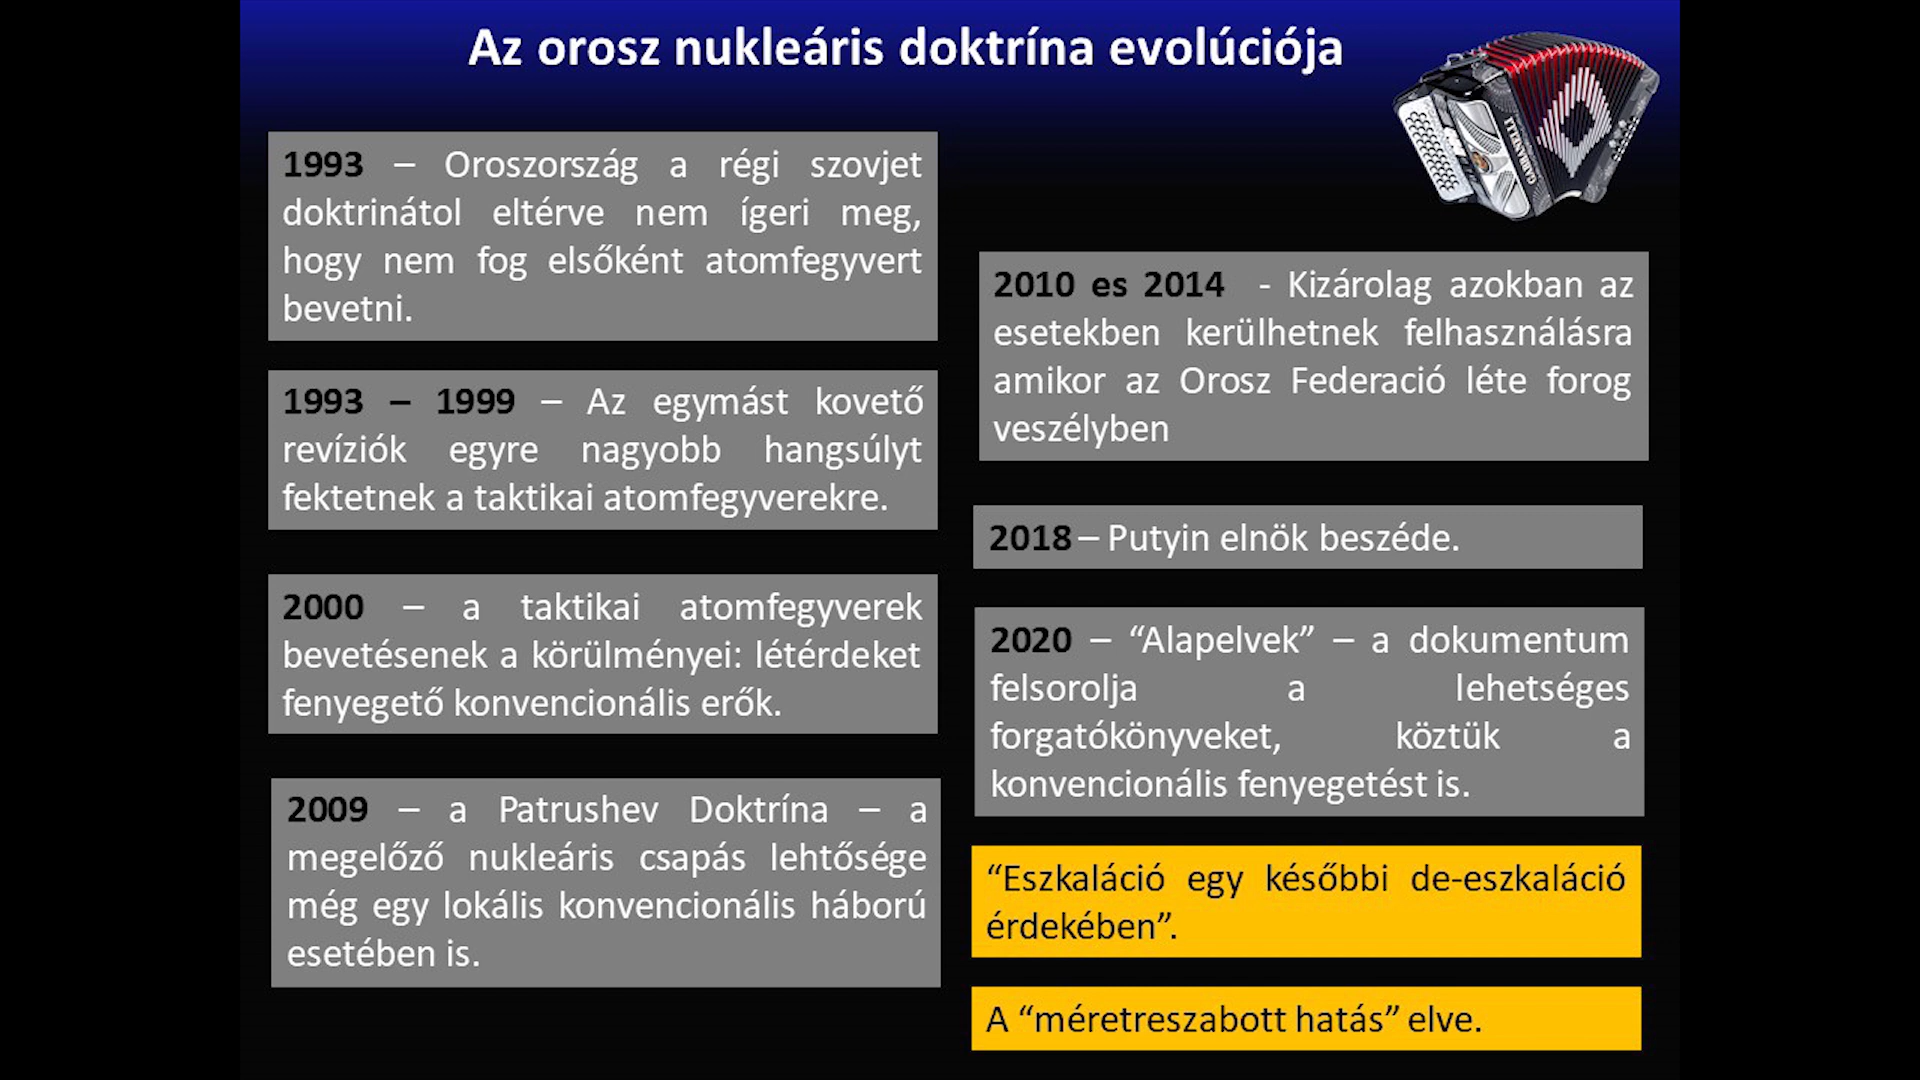 Az orosz nukleáris doktrína evolúciója
1993 – Oroszország a régi szovjet
doktrinátol eltérve nem ígeri meg,
hogy nem fog elsőként atomfegyvert
bevetni.
1993 – 1999 – Az egymást kovető
revíziók egyre nagyobb hangsúlyt
fektetnek a taktikai atomfegyverekre.
2000 – a taktikai atomfegyverek
bevetésenek a körülményei: létérdeket
fenyegető konvencionális erők.
2009 – a Patrushev Doktrína – a
megelőző nukleáris csapás lehtősége
még egy lokális konvencionális háború
esetében is.
2010 es 2014 - Kizárolag azokban az
esetekben kerülhetnek felhasználásra
amikor az Orosz Federació léte forog
veszélyben
2018 – Putyin elnök beszéde.
2020 – “Alapelvek” – a dokumentum
felsorolja a lehetséges
forgatókönyveket, köztük a
konvencionális fenyegetést is.
“Eszkaláció egy későbbi de-eszkaláció
érdekében”.
A “méretreszabott hatás” elve.